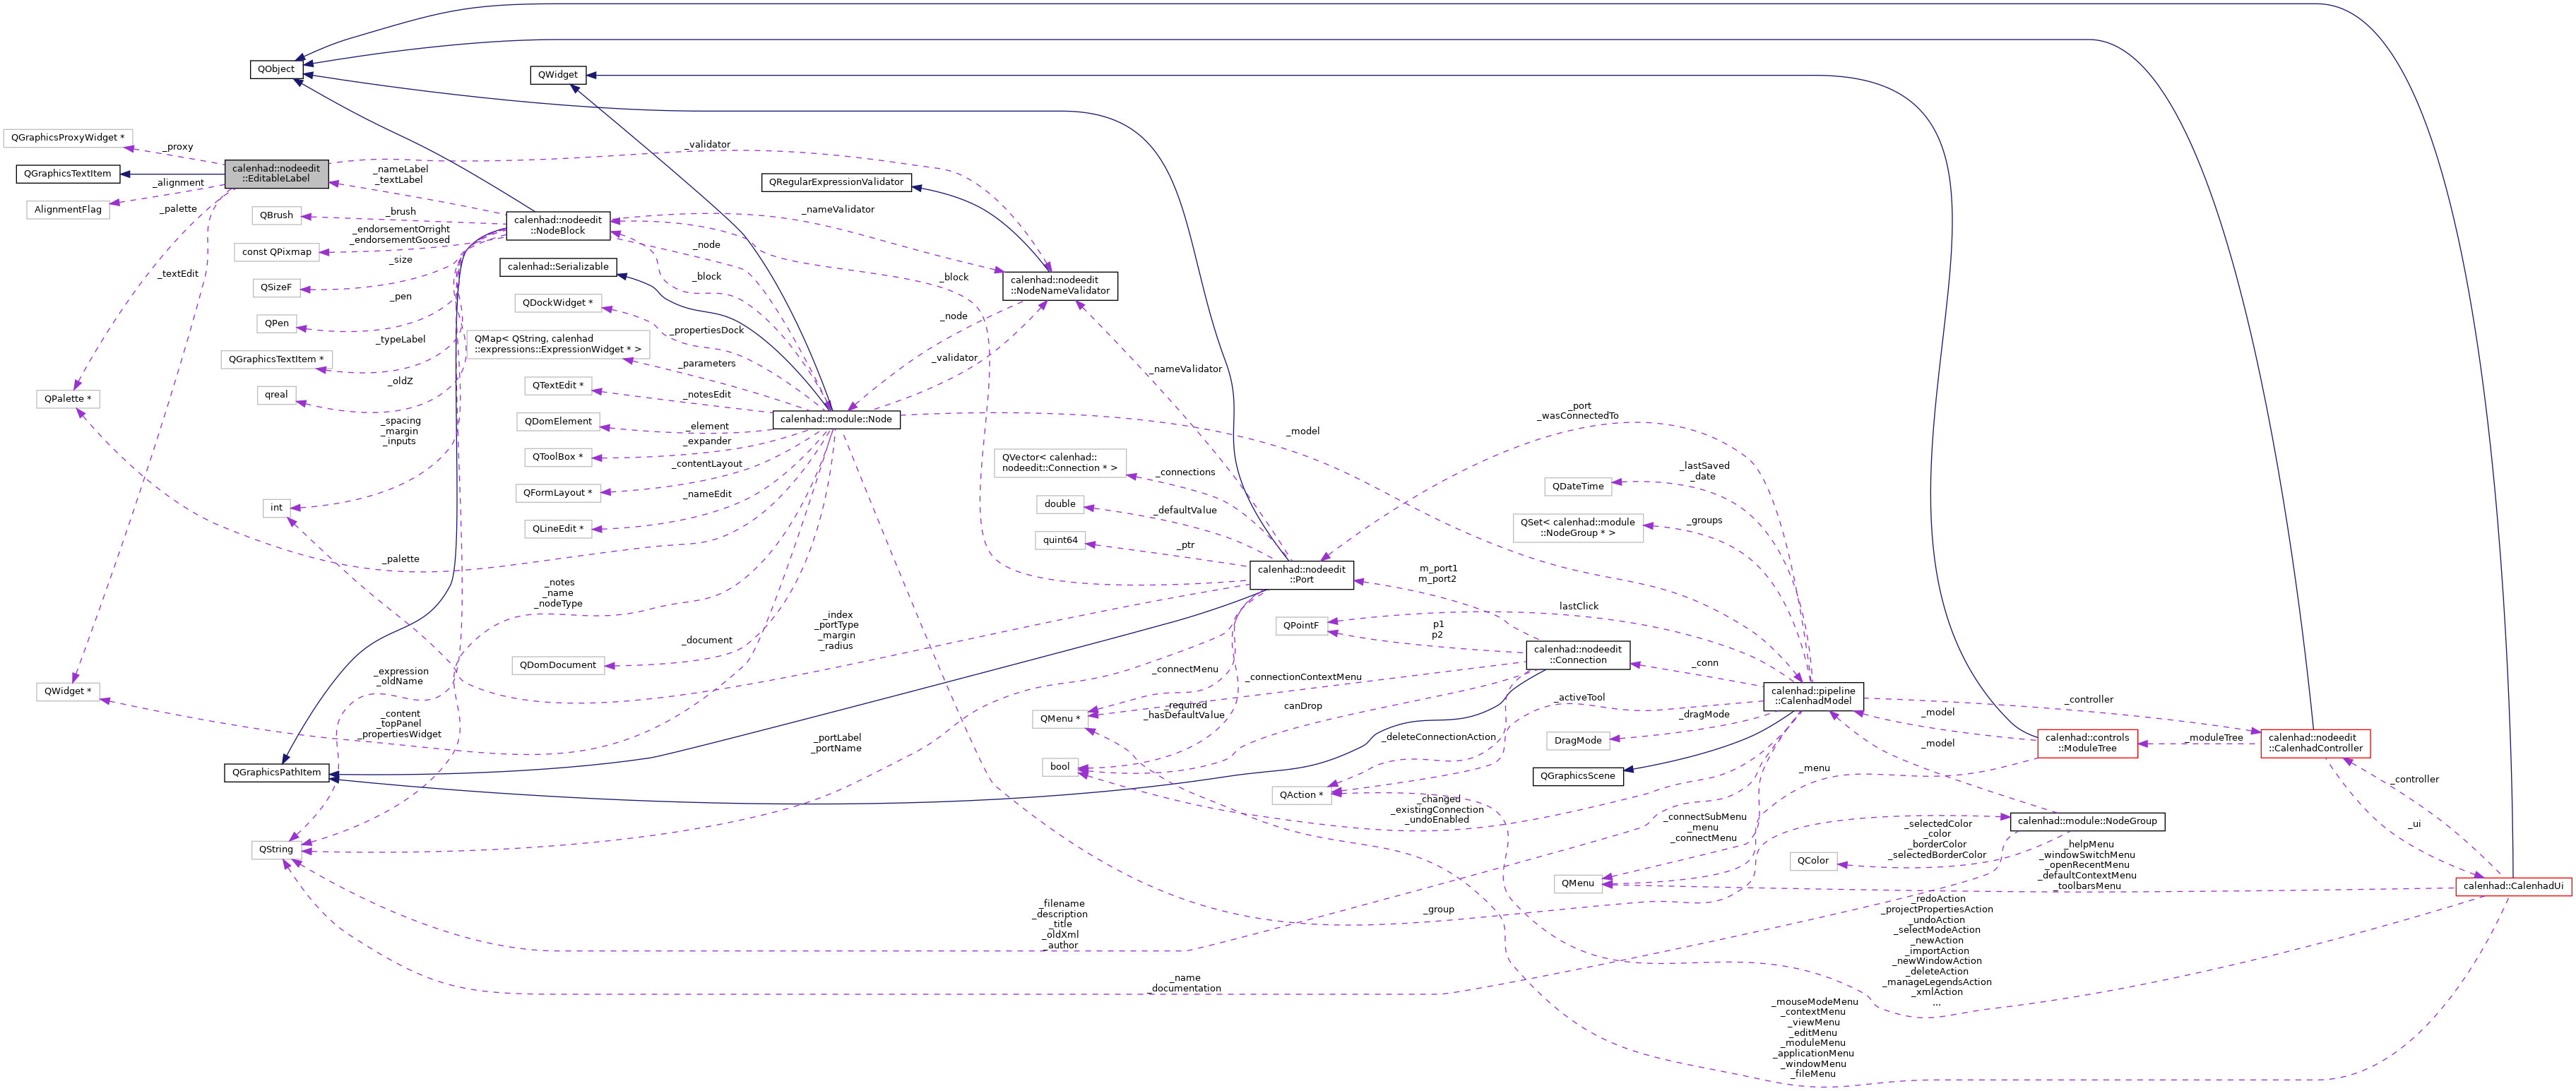 QObject
QWidget
QGraphicsProxyWidget *
_proxy
calenhad::nodeedit
::EditableLabel
QGraphicsTextItem
_alignment
AlignmentFlag
_palette
_textEdit
_nameLabel
_textLabel
_validator
QRegularExpressionValidator
QBrush
_brush
calenhad::nodeedit
::NodeBlock
_nameValidator
_endorsementOrright
_endorsementGoosed
const QPixmap
_size
QSizeF
_pen
QPen
_typeLabel
QGraphicsTextItem *
_oldZ
qreal
_spacing
_margin
_inputs
int
QPalette *
_palette
QWidget *
calenhad::Serializable
_node
_block
_block
calenhad::nodeedit
::NodeNameValidator
_node
_validator
_nameValidator
QDockWidget *
_propertiesDock
QMap< QString, calenhad
::expressions::ExpressionWidget * >
_parameters
QTextEdit *
_notesEdit
QDomElement
_element
QToolBox *
_expander
QFormLayout *
_contentLayout
QLineEdit *
_nameEdit
calenhad::module::Node
_model
_port
_wasConnectedTo
QVector< calenhad::
nodeedit::Connection * >
_connections
double
_defaultValue
quint64
_ptr
calenhad::nodeedit
::Port
_lastSaved
_date
QDateTime
QSet< calenhad::module
::NodeGroup * >
_groups
m_port1
m_port2
lastClick
QPointF
p1
p2
calenhad::nodeedit
::Connection
_conn
_notes
_name
_nodeType
_index
_portType
_margin
_radius
_document
QDomDocument
_expression
_oldName
_content
_topPanel
_propertiesWidget
_connectMenu
_connectionContextMenu
QMenu *
_required
_hasDefaultValue
canDrop
_activeTool
_deleteConnectionAction
bool
QAction *
_portLabel
_portName
QGraphicsPathItem
QString
calenhad::pipeline
::CalenhadModel
_dragMode
DragMode
QGraphicsScene
_controller
_model
_model
calenhad::controls
::ModuleTree
_moduleTree
calenhad::nodeedit
::CalenhadController
_menu
_controller
_ui
_changed
_existingConnection
_undoEnabled
_connectSubMenu
_menu
_connectMenu
QMenu
calenhad::module::NodeGroup
_selectedColor
_color
_borderColor
_selectedBorderColor
QColor
_helpMenu
_windowSwitchMenu
_openRecentMenu
_defaultContextMenu
_toolbarsMenu
calenhad::CalenhadUi
_group
_filename
_description
_title
_oldXml
_author
_name
_documentation
_redoAction
_projectPropertiesAction
_undoAction
_selectModeAction
_newAction
_importAction
_newWindowAction
_deleteAction
_manageLegendsAction
_xmlAction
...
_mouseModeMenu
_contextMenu
_viewMenu
_editMenu
_moduleMenu
_applicationMenu
_windowMenu
_fileMenu